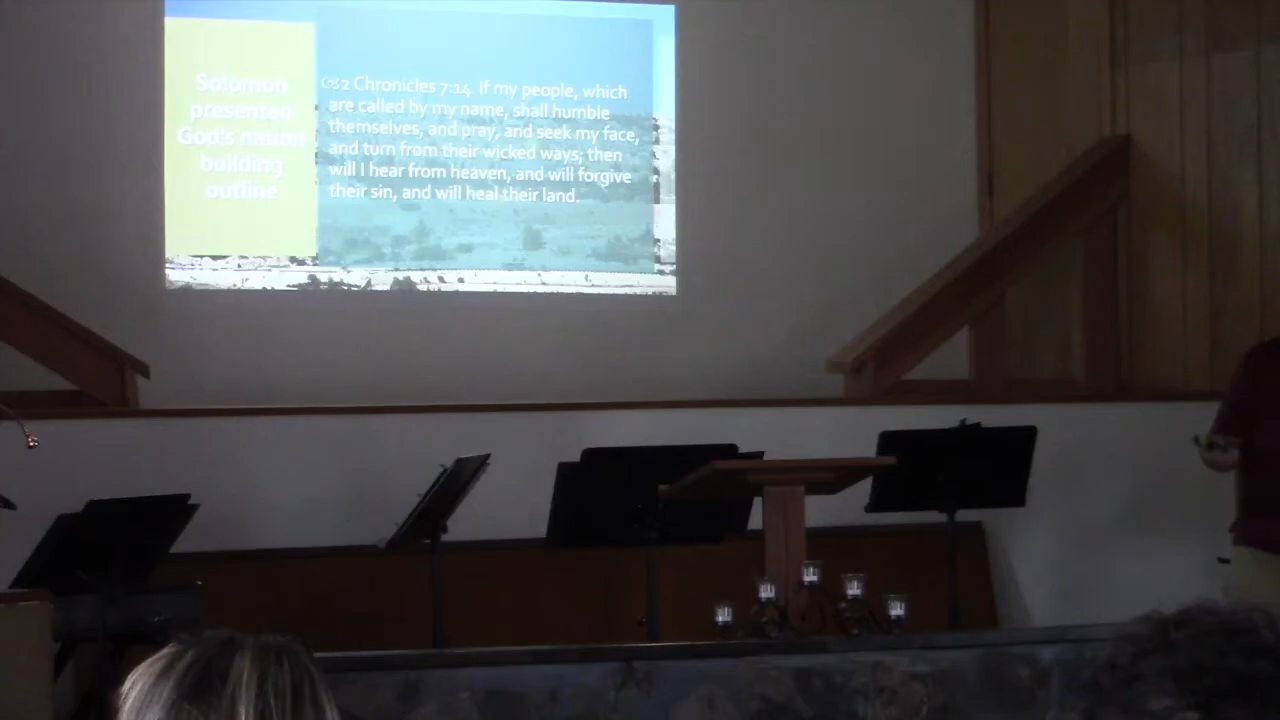 Solomon
presented
God's nation
building
outline
2 Chronicles 7:14 If my people, which
are called by my name, shall humble
themselves, and pray, and seek my face,
and turn from their wicked ways; then
will I hear from heaven, and will forgive
their sin, and will heal their land.